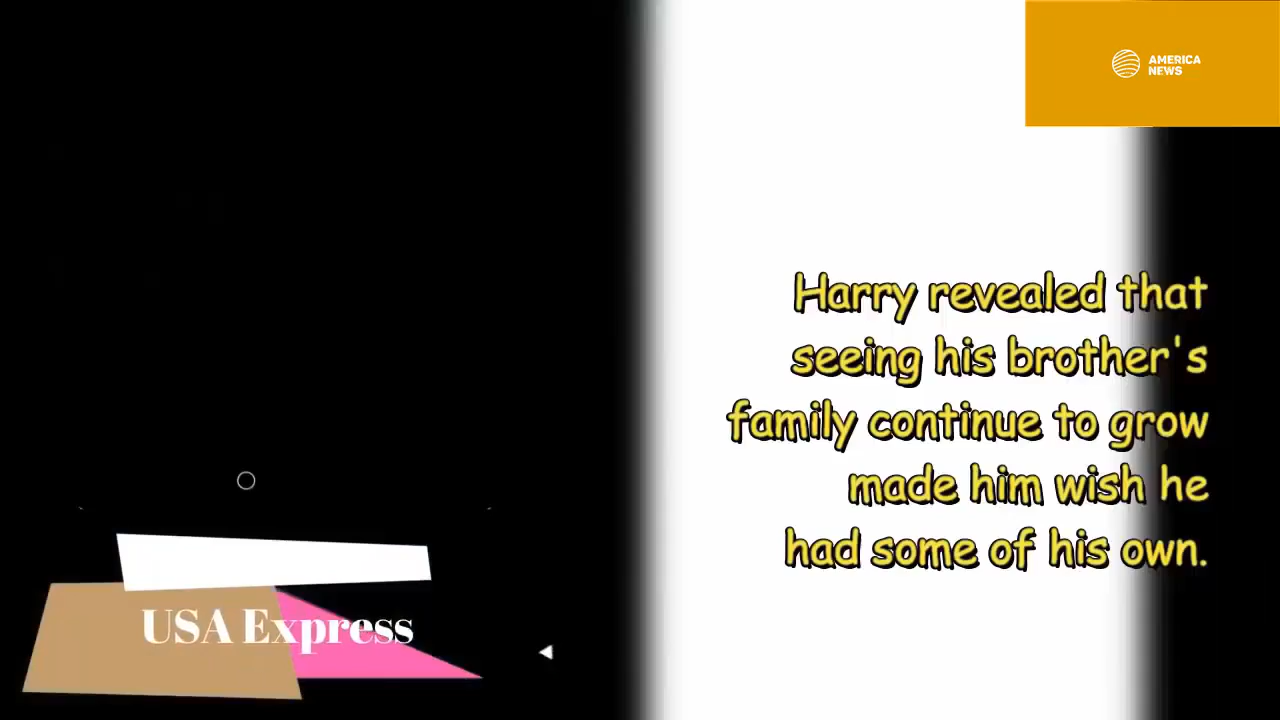 AMERICA
NEWS
Harry revealed that
seeing his brother's
family continue to grow
made him wish he
had some of his own.
USA Express